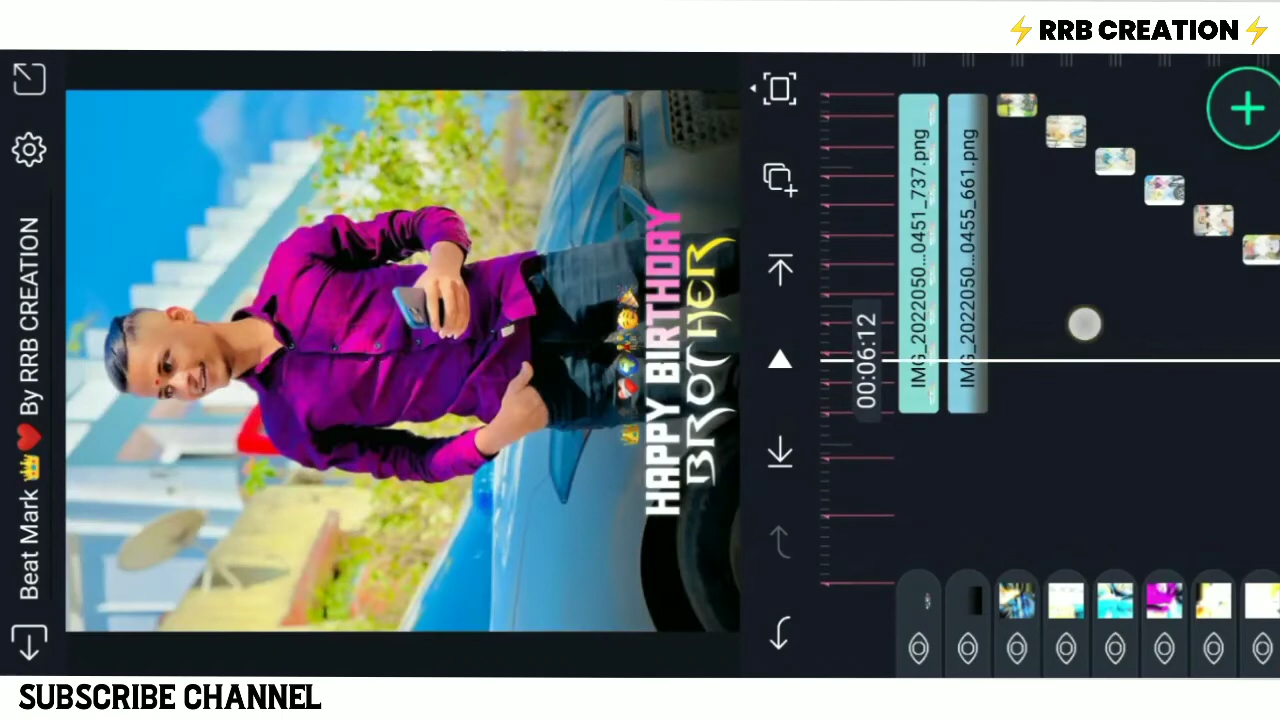 ⚡ RRB CREATION ⚡
Beat Mark 👑❤️ By RRB CREATION
HAPPY BIRTHDAY
BROTHER
00:06:12
IMG_2022050...0451_737.png
IMG_2022050...0455_661.png
SUBSCRIBE CHANNEL